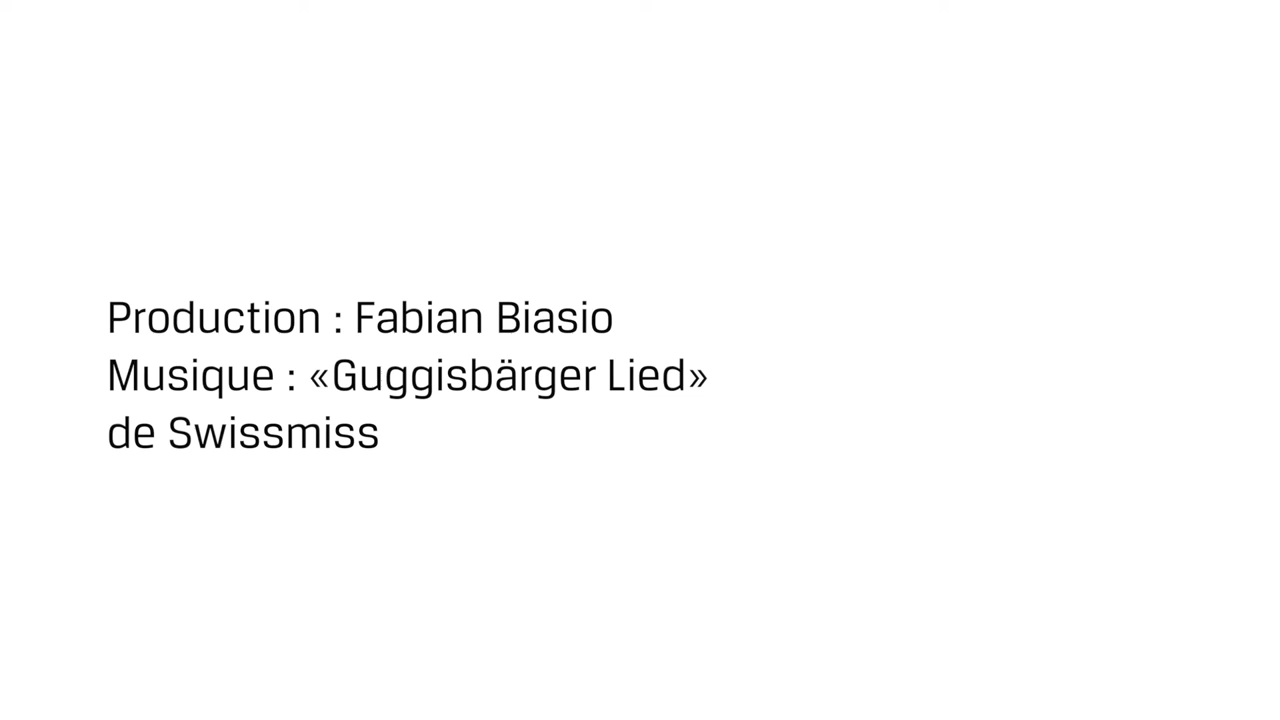 Production : Fabian Biasio
Musique : «Guggisbärger Lied»
de Swissmiss